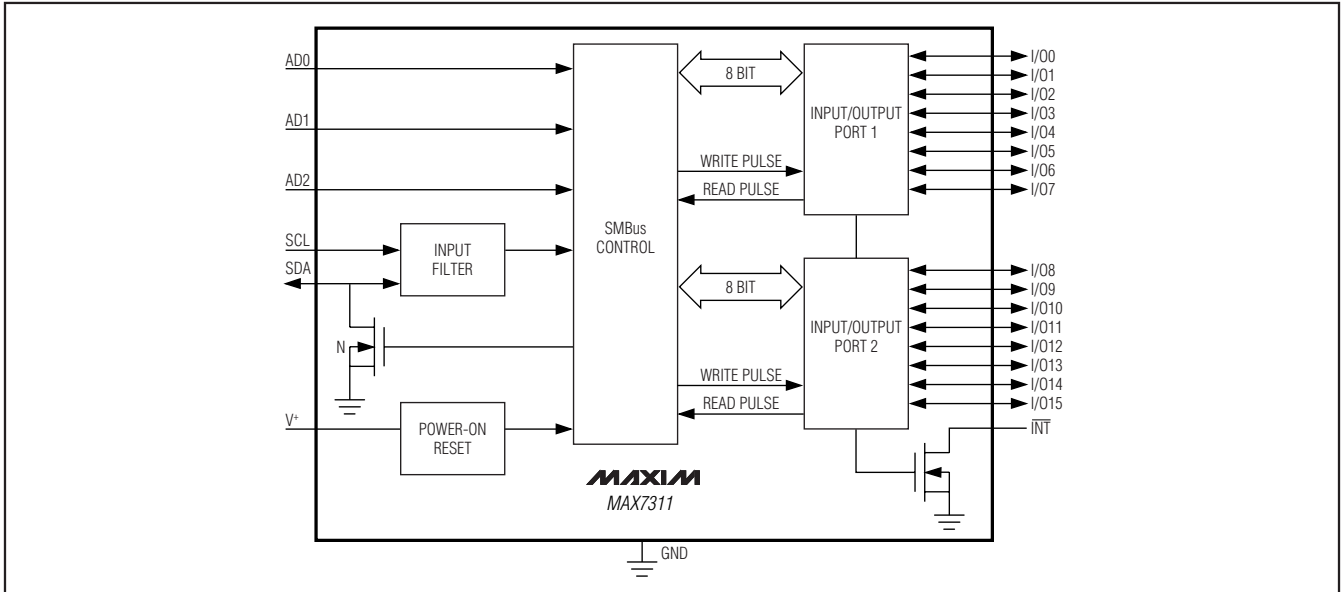 AD0
AD1
AD2
SCL
SDA
N
V+
INPUT
FILTER
POWER-ON
RESET
SMBus
CONTROL
8 BIT
WRITE PULSE
READ PULSE
8 BIT
WRITE PULSE
READ PULSE
INPUT/OUTPUT
PORT 1
INPUT/OUTPUT
PORT 2
I/O0
I/O1
I/O2
I/O3
I/O4
I/O5
I/O6
I/O7
I/O8
I/O9
I/O10
I/O11
I/O12
I/O13
I/O14
I/O15
INT
MAXIM
MAX7311
GND